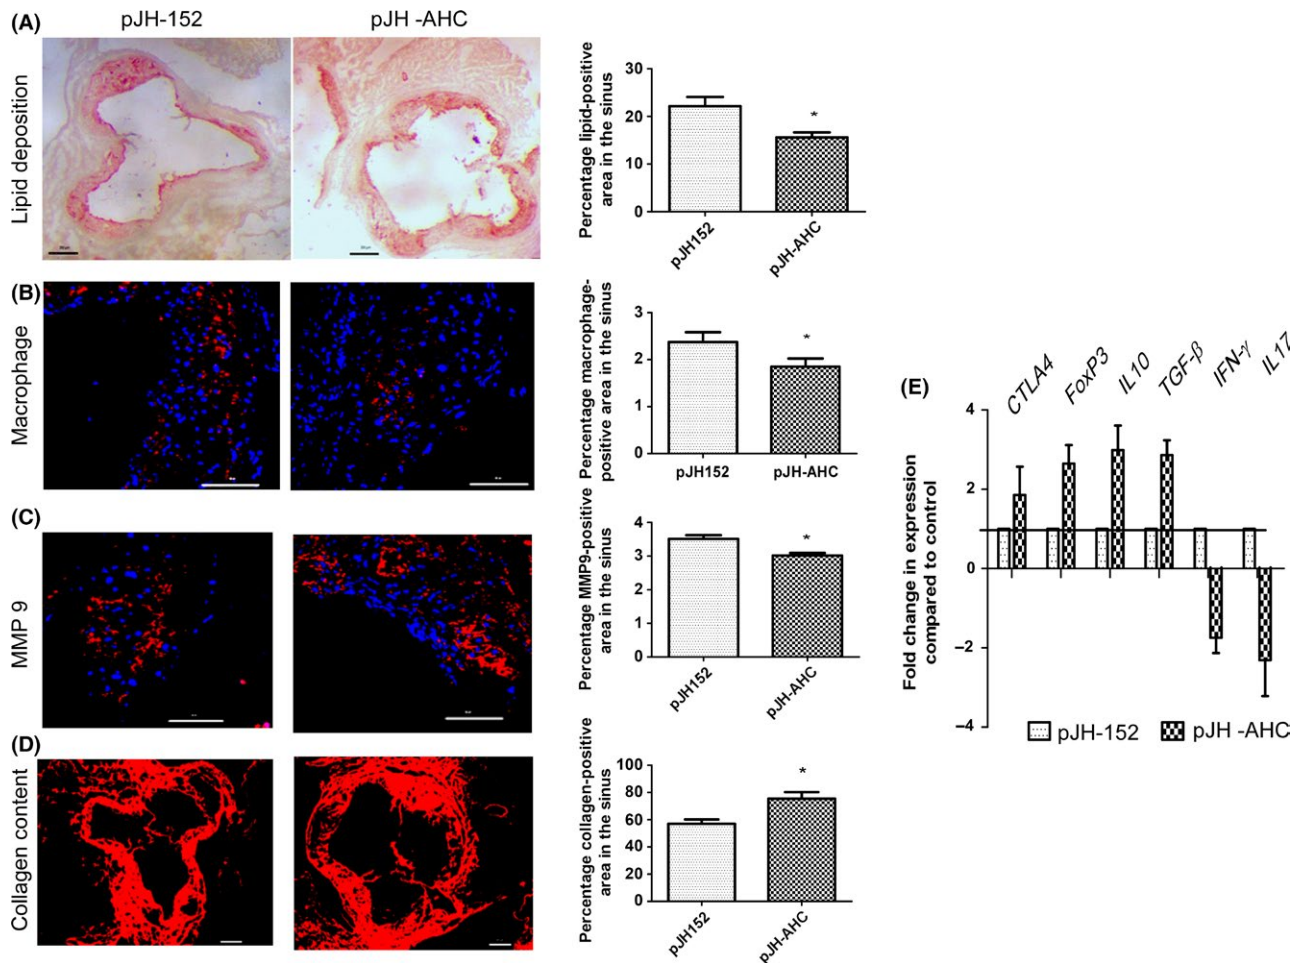 (A)
pJH-152
pJH -AHC
Lipid deposition
Percentage lipid-positive
area in the sinus
30
20
10
0
*
pJH152
pJH-AHC
(B)
Macrophage
Percentage macrophage-
positive area in the sinus
3
2
1
0
*
pJH152
pJH-AHC
(C)
MMP 9
Percentage MMP9-positive
area in the sinus
4
3
2
1
0
*
pJH152
pJH-AHC
(D)
Collagen content
Percentage collagen-positive
area in the sinus
100
80
60
40
20
0
*
pJH152
pJH-AHC
(E)
CTLA4
FoxP3
IL10
TGF-β
IFN-γ
IL17
Fold change in expression
compared to control
4
2
0
−2
−4
pJH-152
pJH -AHC